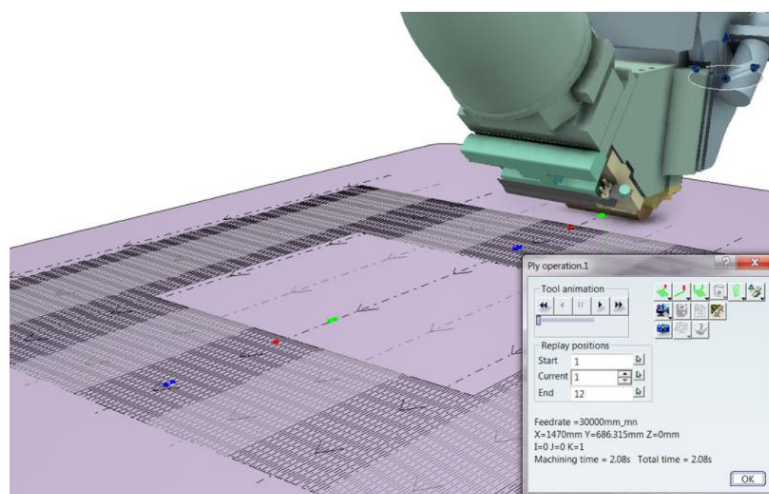 Ply operation.1
? X
Tool animation
Replay positions
Start 1
Current 1
End 12
Feedrate =30000mm_mn
X=1470mm Y=686.315mm Z=0mm
I=0 J=0 K=1
Machining time = 2.08s Total time = 2.08s
OK